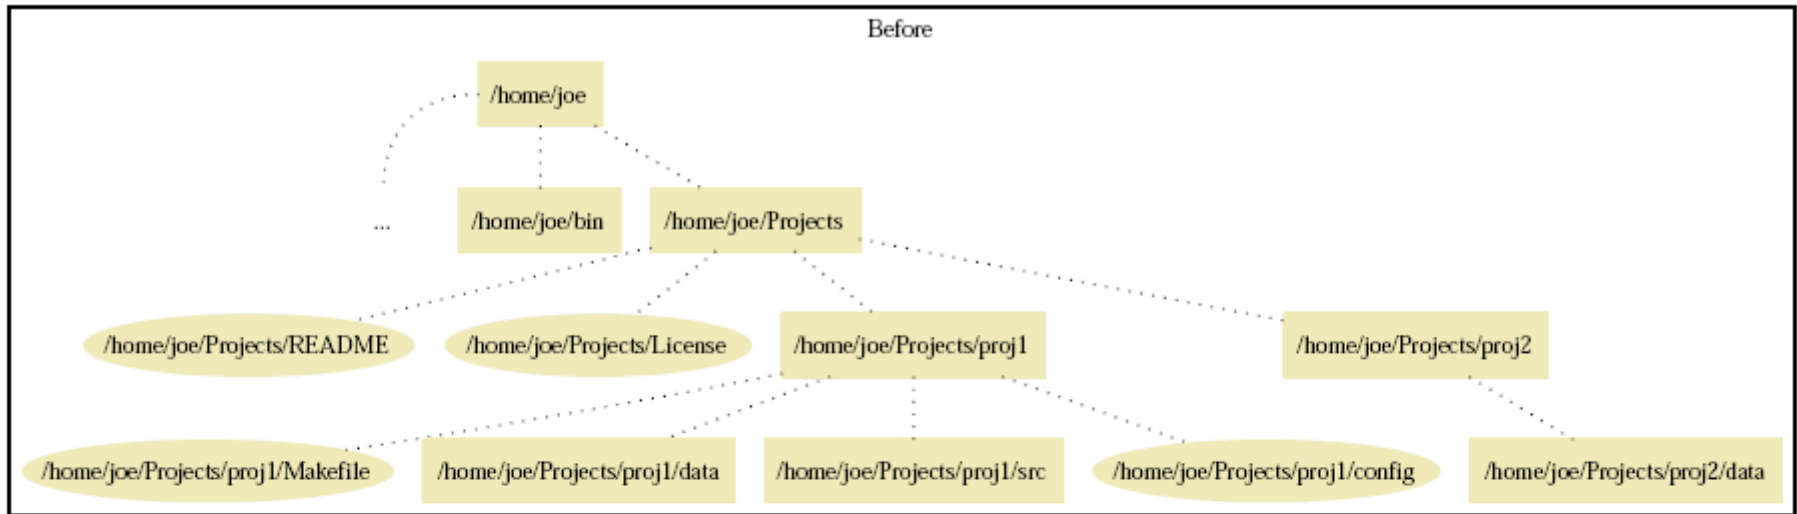 Before
/home/joe
...
/home/joe/bin
/home/joe/Projects
/home/joe/Projects/README
/home/joe/Projects/License
/home/joe/Projects/proj1
/home/joe/Projects/proj2
/home/joe/Projects/proj1/Makefile
/home/joe/Projects/proj1/data
/home/joe/Projects/proj1/src
/home/joe/Projects/proj1/config
/home/joe/Projects/proj2/data